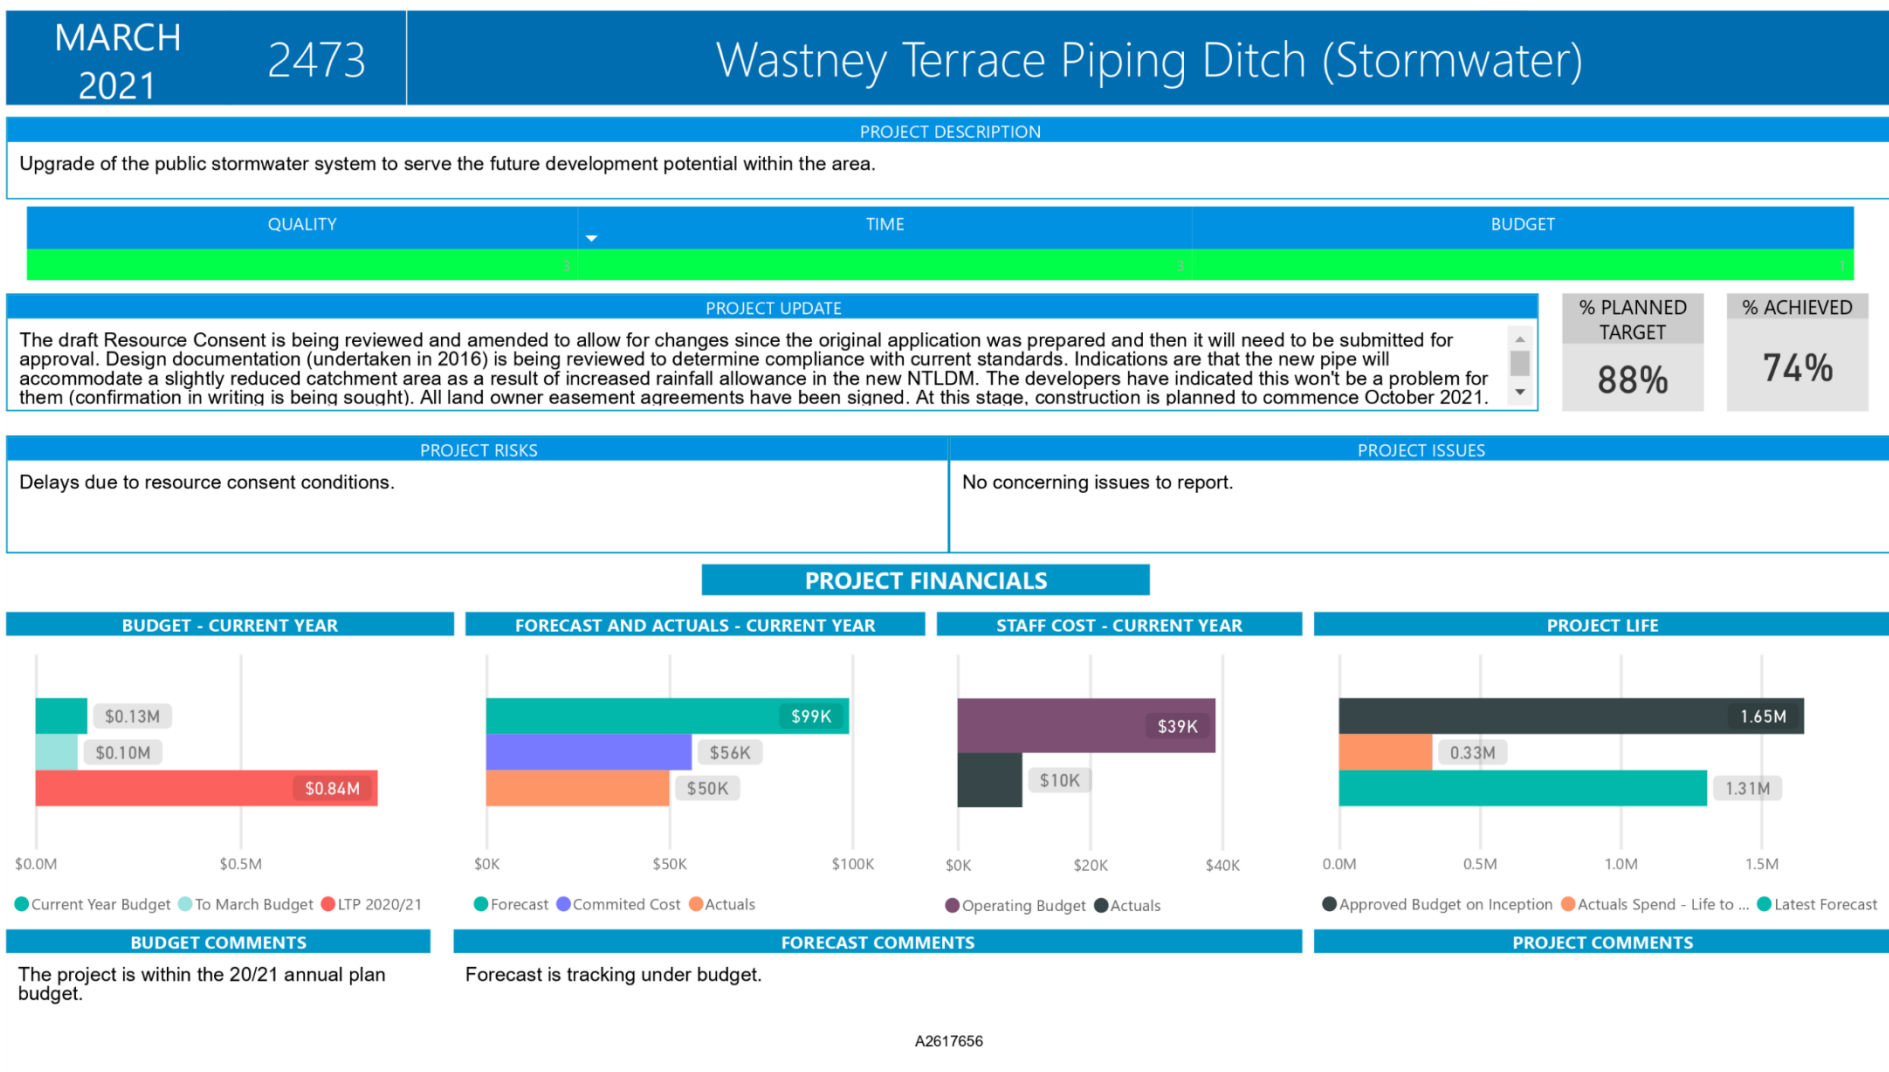 MARCH
2021
2473
Wastney Terrace Piping Ditch (Stormwater)
PROJECT DESCRIPTION
Upgrade of the public stormwater system to serve the future development potential within the area.
QUALITY
TIME
BUDGET
3
3
1
PROJECT UPDATE
The draft Resource Consent is being reviewed and amended to allow for changes since the original application was prepared and then it will need to be submitted for
approval. Design documentation (undertaken in 2016) is being reviewed to determine compliance with current standards. Indications are that the new pipe will
accommodate a slightly reduced catchment area as a result of increased rainfall allowance in the new NTLDM. The developers have indicated this won't be a problem for
them (confirmation in writing is being sought). All land owner easement agreements have been signed. At this stage, construction is planned to commence October 2021.
% PLANNED
TARGET
88%
% ACHIEVED
74%
PROJECT RISKS
Delays due to resource consent conditions.
PROJECT ISSUES
No concerning issues to report.
PROJECT FINANCIALS
BUDGET - CURRENT YEAR
$0.13M
$0.10M
$0.84M
$0.0M
$0.5M
Current Year Budget
To March Budget
LTP 2020/21
FORECAST AND ACTUALS - CURRENT YEAR
$99K
$56K
$50K
$0K
$50K
$100K
Forecast
Commited Cost
Actuals
STAFF COST - CURRENT YEAR
$39K
$10K
$0K
$20K
$40K
Operating Budget
Actuals
PROJECT LIFE
1.65M
0.33M
1.31M
0.0M
0.5M
1.0M
1.5M
Approved Budget on Inception
Actuals Spend - Life to ...
Latest Forecast
BUDGET COMMENTS
The project is within the 20/21 annual plan
budget.
FORECAST COMMENTS
Forecast is tracking under budget.
PROJECT COMMENTS
A2617656